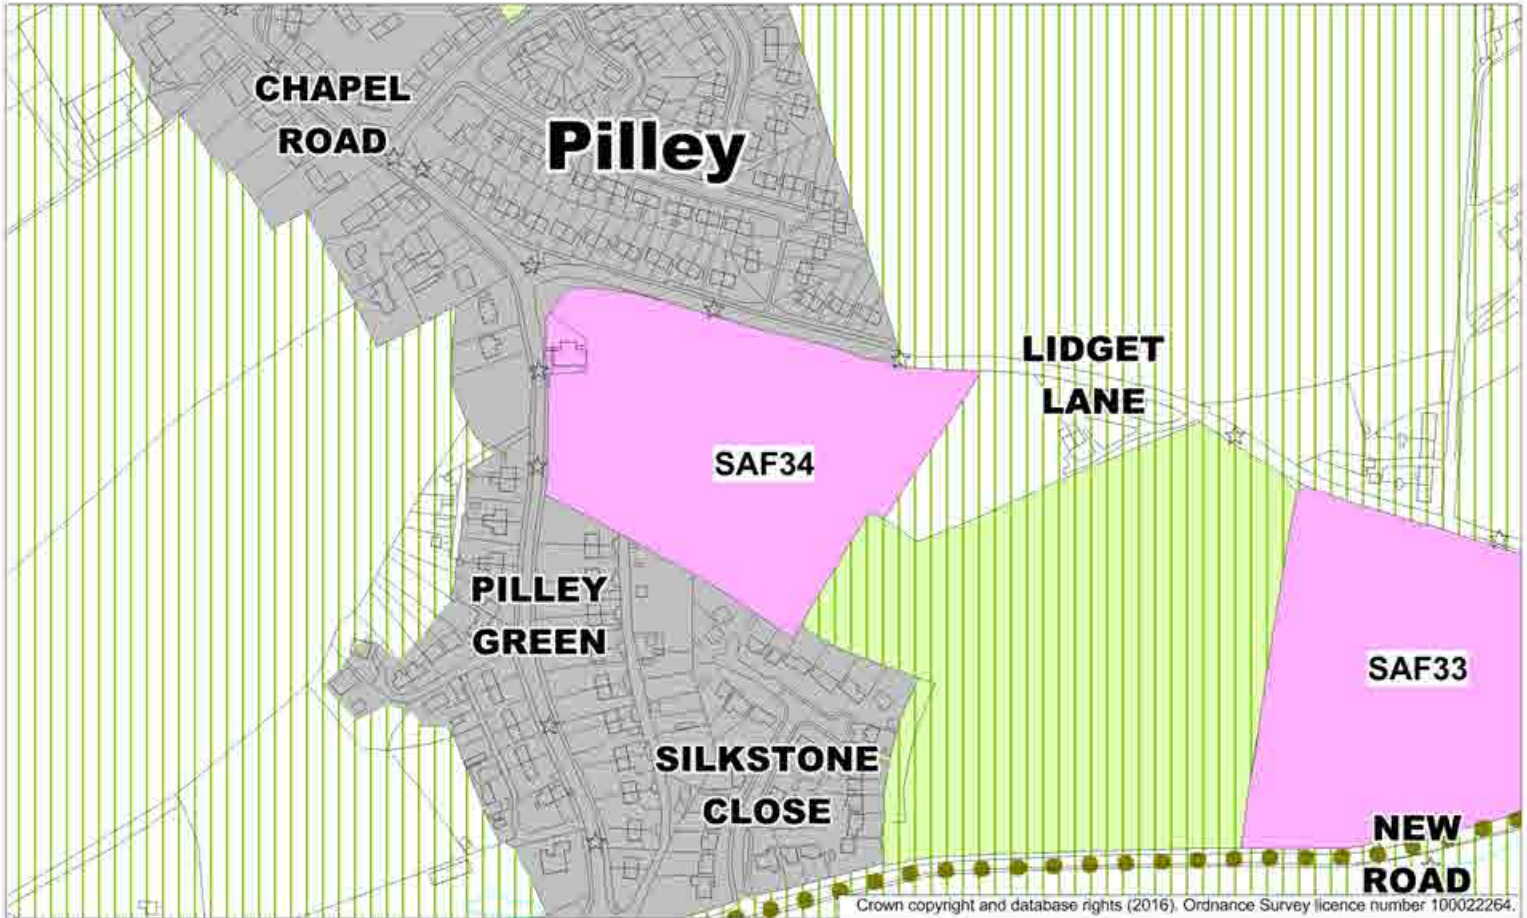 CHAPEL
ROAD
Pilley
LIDGET
LANE
SAF34
PILLEY
GREEN
SAF33
SILKSTONE
CLOSE
NEW
ROAD
Crown copyright and database rights (2016). Ordnance Survey licence number 100022264.